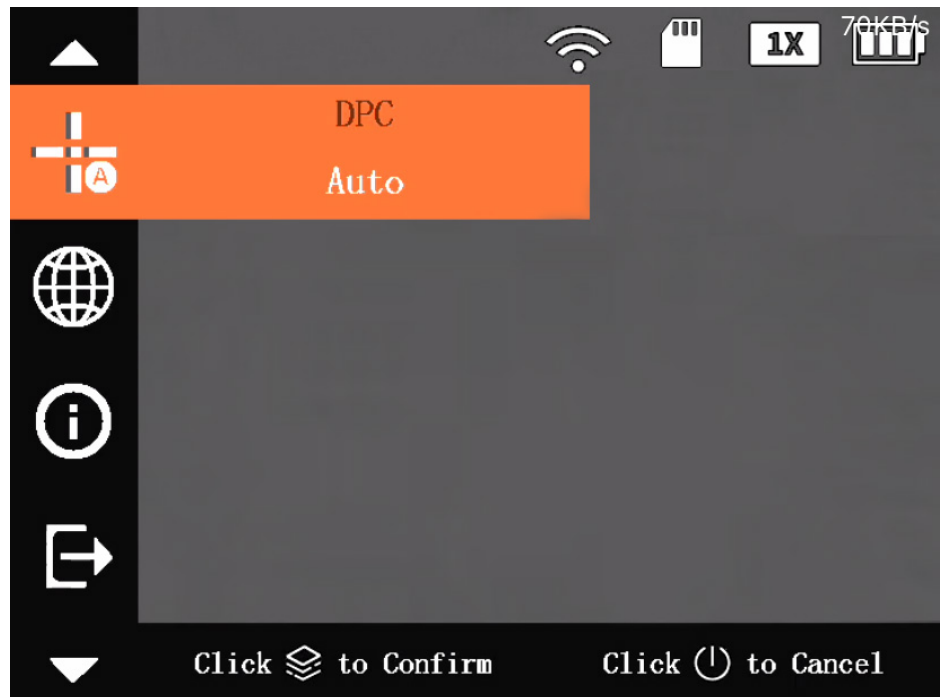 70KB/s
1X
DPC
A
Auto
Click to Confirm
Click to Cancel